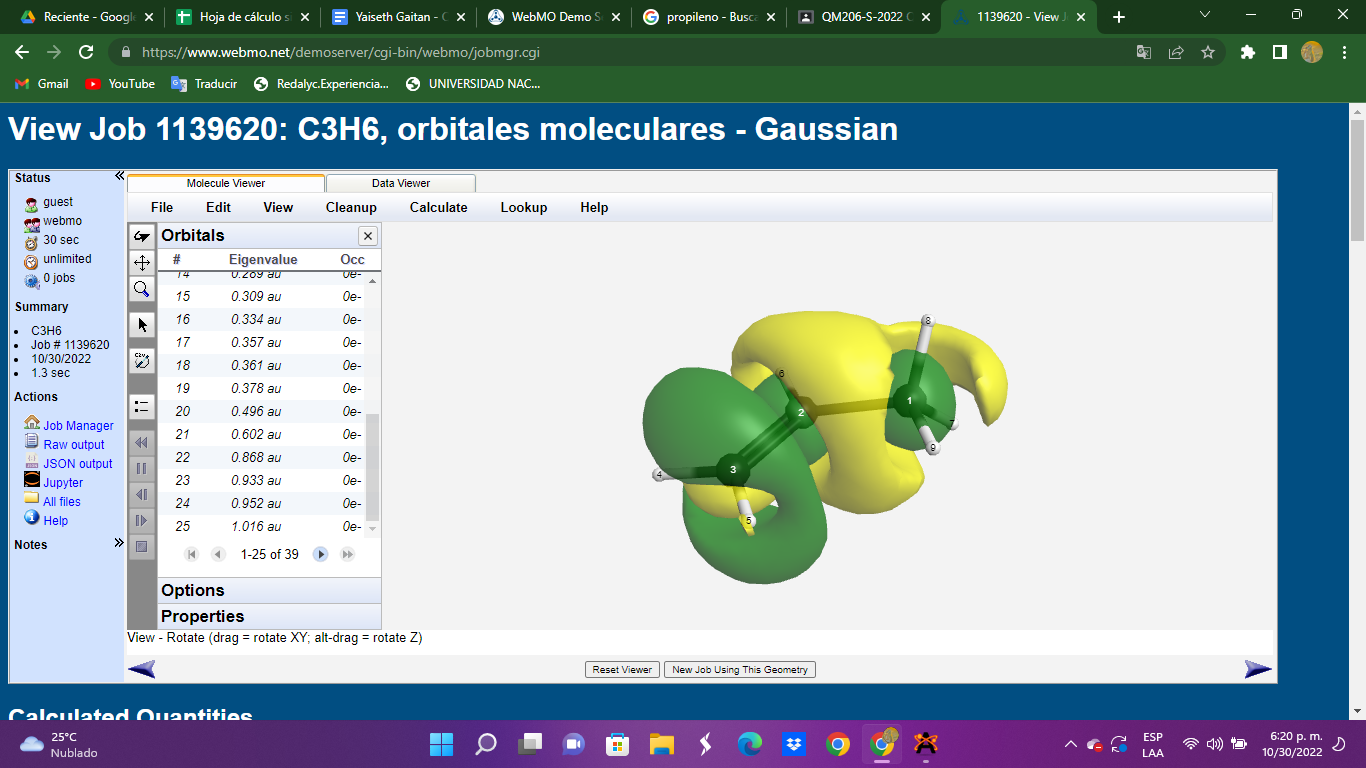 Reciente - Google
Hoja de cálculo si
Yaiseth Gaitan - C
WebMO Demo Se
propileno - Busca
QM206-S-2022 C
1139620 - View J
https://www.webmo.net/demoserver/cgi-bin/webmo/jobmgr.cgi
Gmail
YouTube
Traducir
Redalyc.Experiencia...
UNIVERSIDAD NAC...
View Job 1139620: C3H6, orbitales moleculares - Gaussian
Status
guest
webmo
30 sec
unlimited
0 jobs
Summary
C3H6
Job # 1139620
10/30/2022
1.3 sec
Actions
Job Manager
Raw output
JSON output
Jupyter
All files
Help
Notes
Molecule Viewer
Data Viewer
File Edit View Cleanup Calculate Lookup Help
Orbitals
# Eigenvalue Occ
14 0.289 au 0e-
15 0.309 au 0e-
16 0.334 au 0e-
17 0.357 au 0e-
18 0.361 au 0e-
19 0.378 au 0e-
20 0.496 au 0e-
21 0.602 au 0e-
22 0.868 au 0e-
23 0.933 au 0e-
24 0.952 au 0e-
25 1.016 au 0e-
1-25 of 39
Options
Properties
8
6
2
1
7
9
3
4
5
View - Rotate (drag = rotate XY; alt-drag = rotate Z)
Reset Viewer
New Job Using This Geometry
Calculated Quantities
25°C
Nublado
ESP
LAA
6:20 p. m.
10/30/2022